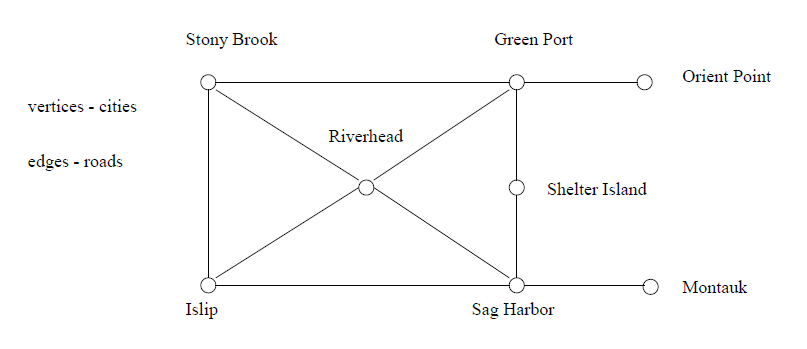 Stony Brook
Green Port
Orient Point
vertices - cities
Riverhead
edges - roads
Shelter Island
Montauk
Islip
Sag Harbor